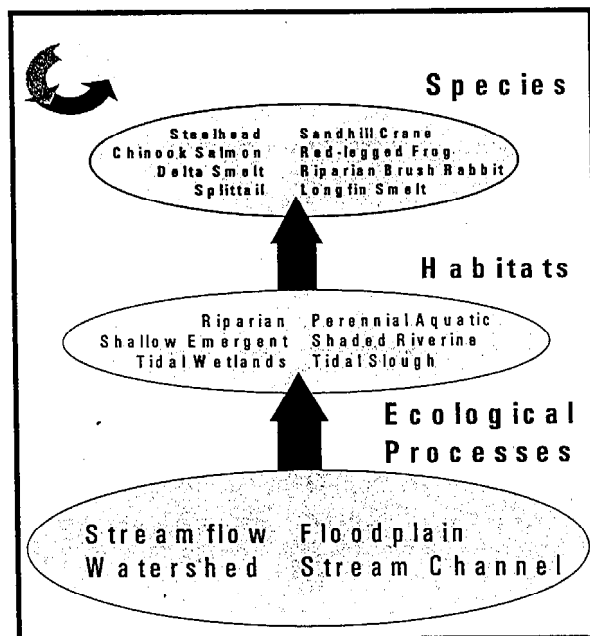 Species
Steelhead Sandhill Crane
Chinook Salmon Red-legged Frog
Delta Smelt Riparian Brush Rabbit
Splittail Longfin Smelt
Habitats
Riparian Perennial Aquatic
Shallow Emergent Shaded Riverine
Tidal Wetlands Tidal Slough
Ecological
Processes
Streamflow Floodplain
Watershed Stream Channel